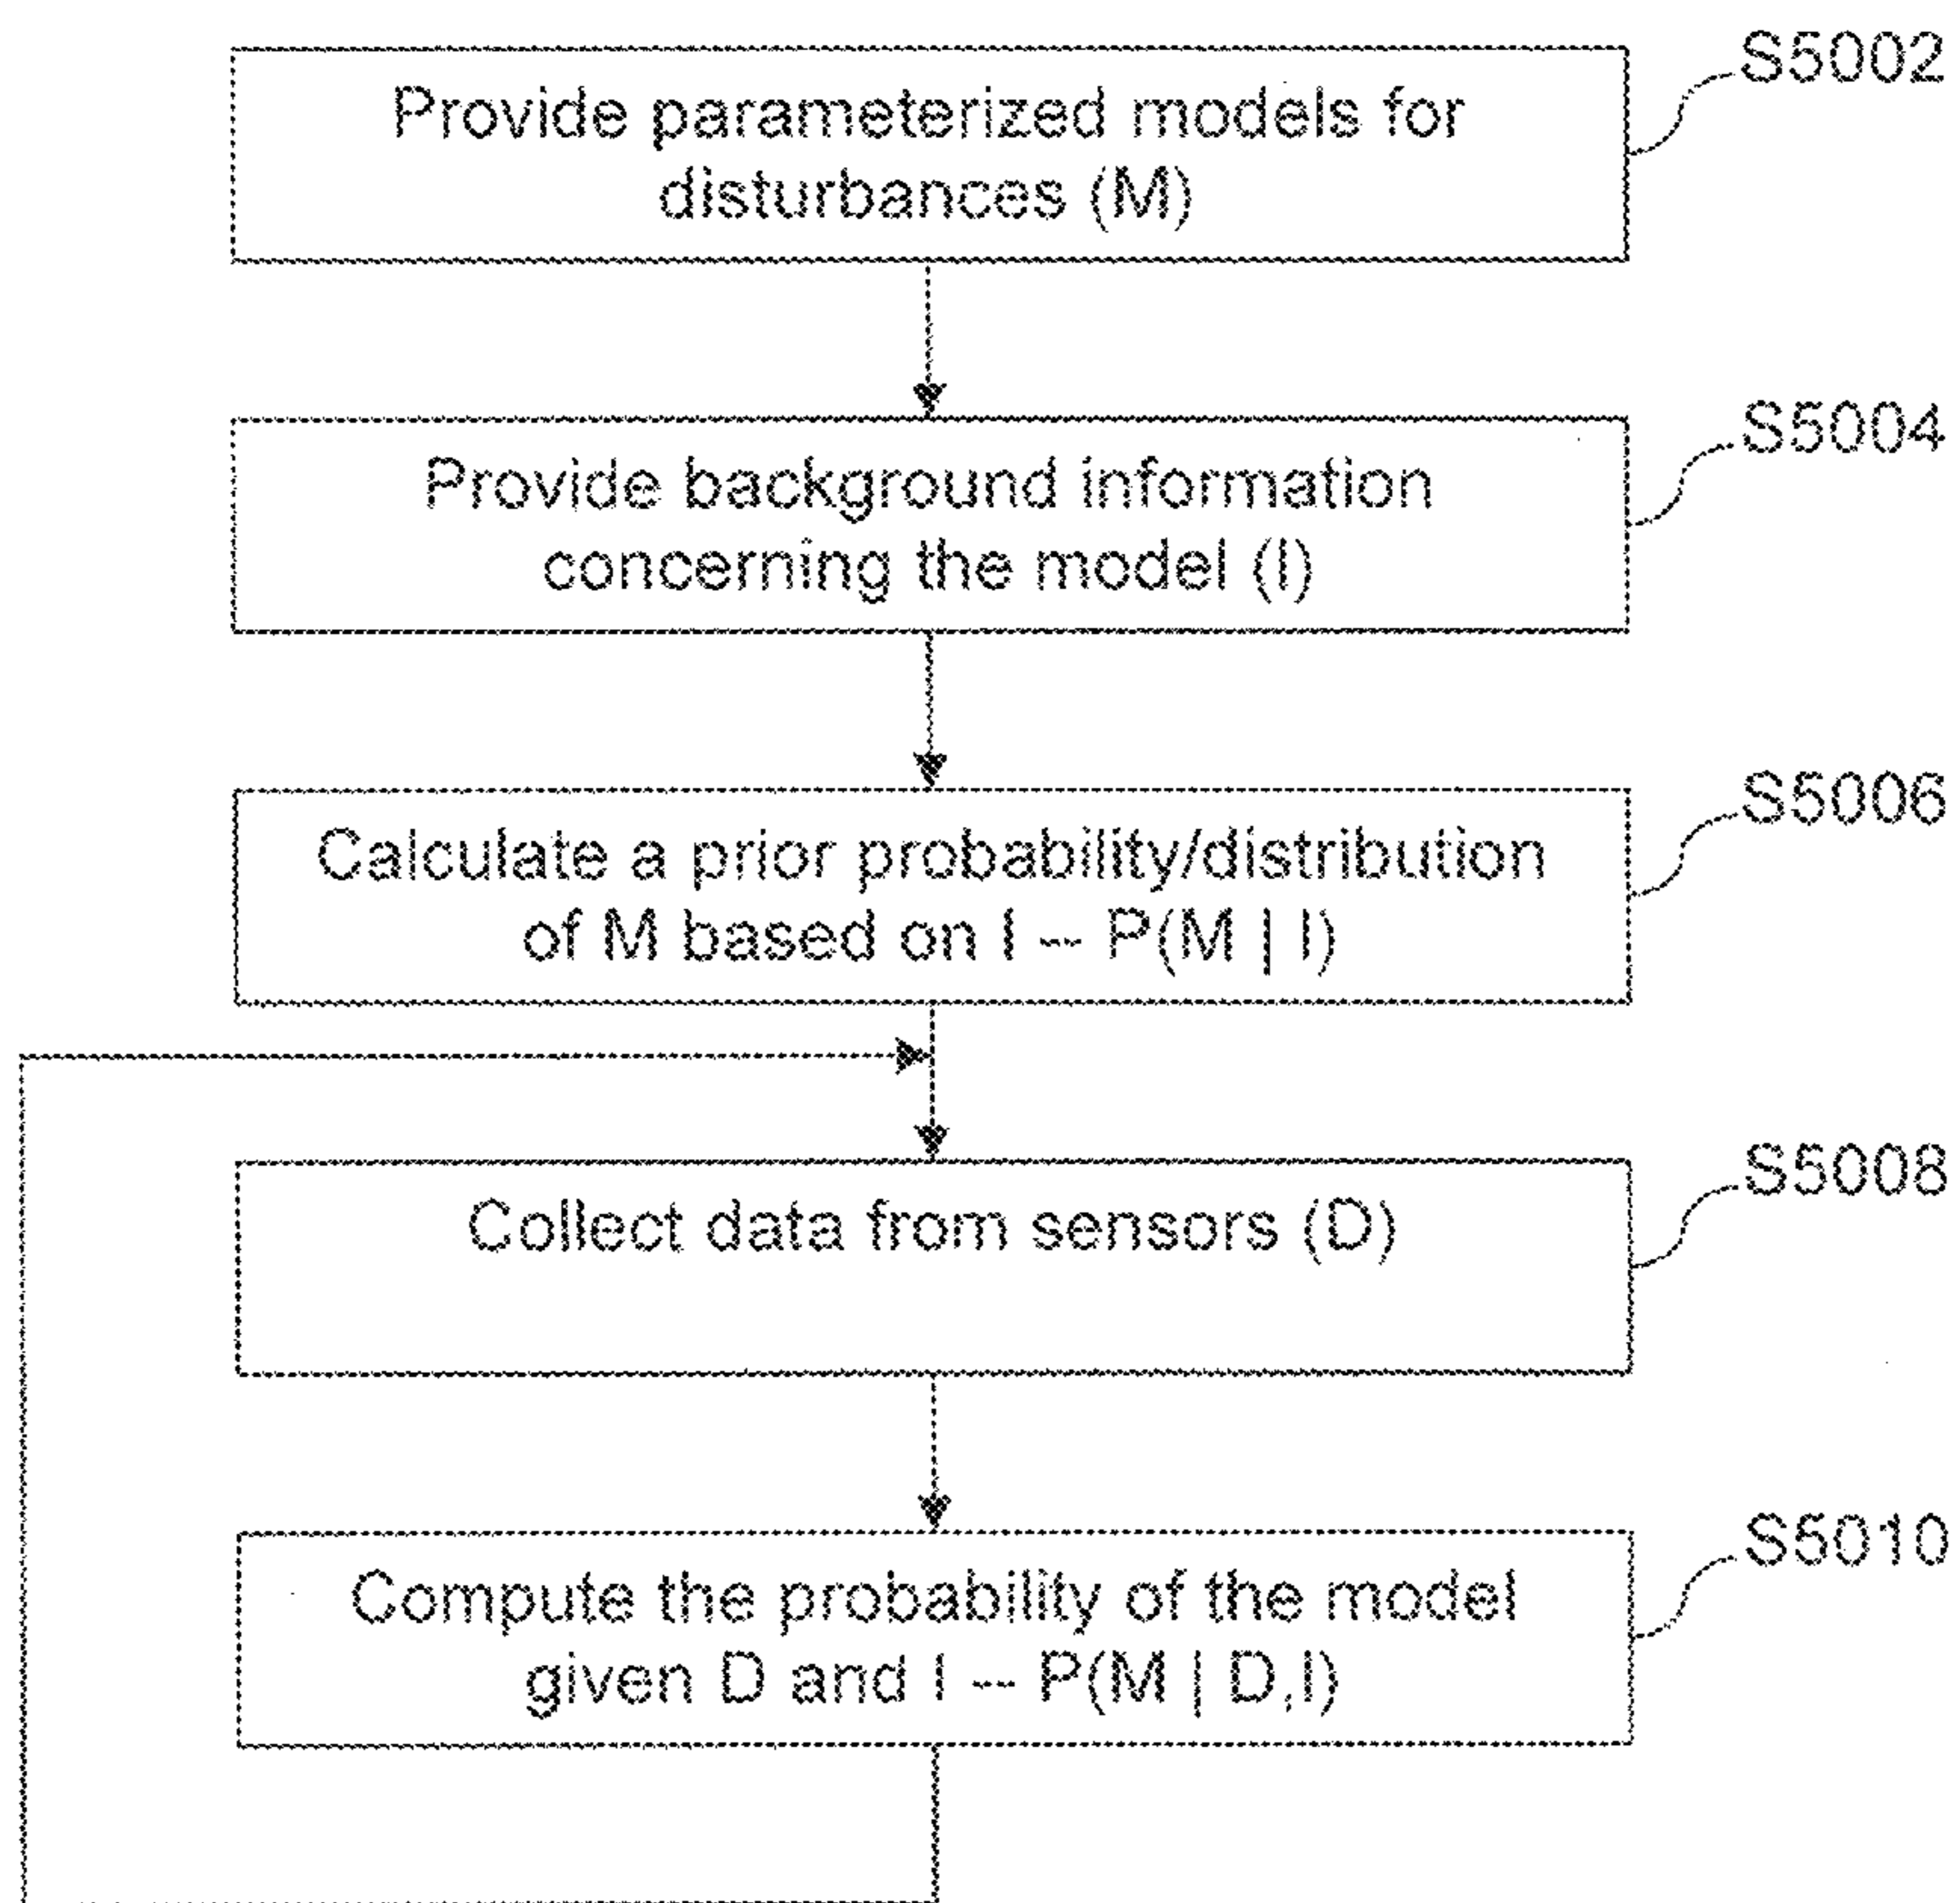 S5002
Provide parameterized models for
disturbances (M)
S5004
Provide background information
concerning the model (I)
S5006
Calculate a prior probability/distribution
of M based on I -- P(M | I)
S5008
Collect data from sensors (D)
S5010
Compute the probability of the model
given D and I -- P(M | D,I)